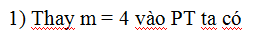 1) Thay m = 4 vào PT ta có